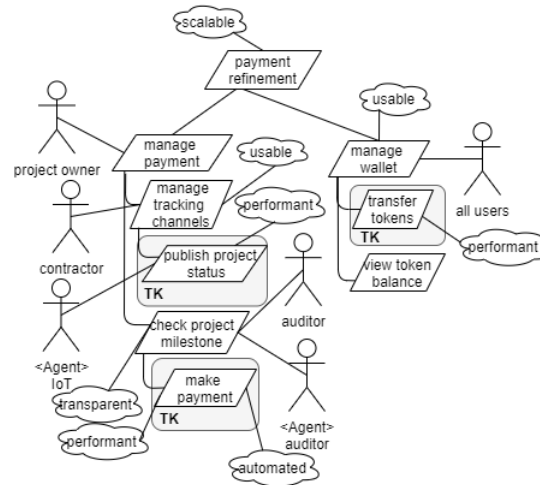 scalable
payment
refinement
usable
manage
payment
manage
wallet
project owner
usable
manage
tracking
channels
transfer
tokens
all users
performant
TK
performant
contractor
publish project
status
view token
balance
TK
auditor
check project
milestone
<Agent>
IoT
make
payment
transparent
TK
<Agent>
auditor
performant
automated